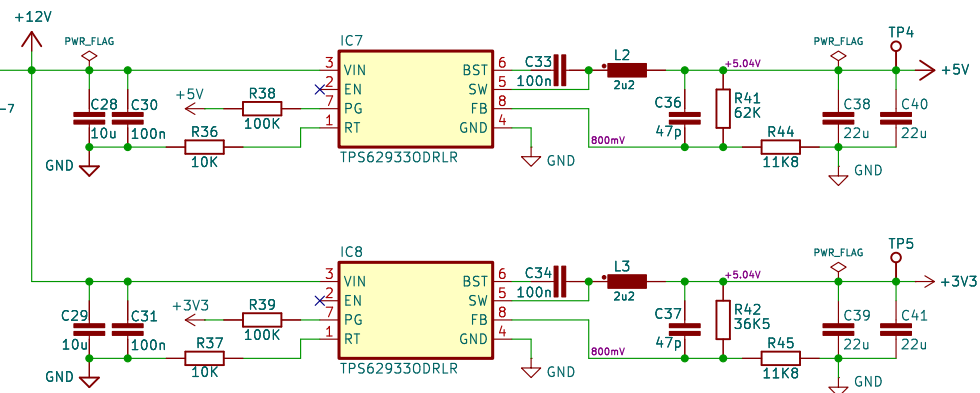 +12V
PWR_FLAG
IC7
C33
L2
+5.04V
PWR_FLAG
TP4
3 VIN BST 6
100n
2u2
+5V
2 EN SW 5
-7
C28 C30
+5V
R38
7 PG FB 8
C36
R41
C38
C40
10u 100n
100K
62K
R36
1 RT GND 4
47p
R44
22u 22u
10K
800mV
GND
TPS62933ODRLR
GND
11K8
GND
IC8
C34
L3
+5.04V
PWR_FLAG
TP5
3 VIN BST 6
100n
2u2
+3V3
2 EN SW 5
C29 C31
+3V3
R39
7 PG FB 8
C37
R42
C39
C41
10u 100n
100K
36K5
R37
1 RT GND 4
47p
R45
22u 22u
10K
800mV
GND
TPS62933ODRLR
GND
11K8
GND